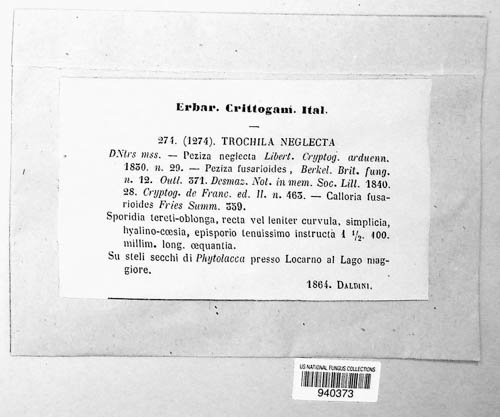 Erbar. Crittogam. Ital.
274. (1274). TROCHILA NEGLECTA
DNtrs mss. — Peziza neglecta Libert. Cryptog. arduenn.
1830. n. 29. — Peziza fusarioides, Berkel. Brit. fung.
n. 12. Outl. 371. Desmaz. Not. in mem. Soc. Lill. 1840.
28. Cryptog. de Franc. ed. II. n. 463. — Calloria fusa-
rioides Fries Summ. 359.
Sporidia tereti-oblonga, recta vel leniter curvula, simplicia,
hyalino-cœsia, episporio tenuissimo instructa 1 1/2. 100.
millim. long. œquantia.
Su steli secchi di Phytolacca presso Locarno al Lago mag-
giore.
1864. DALDINI.
US NATIONAL FUNGUS COLLECTIONS
940373